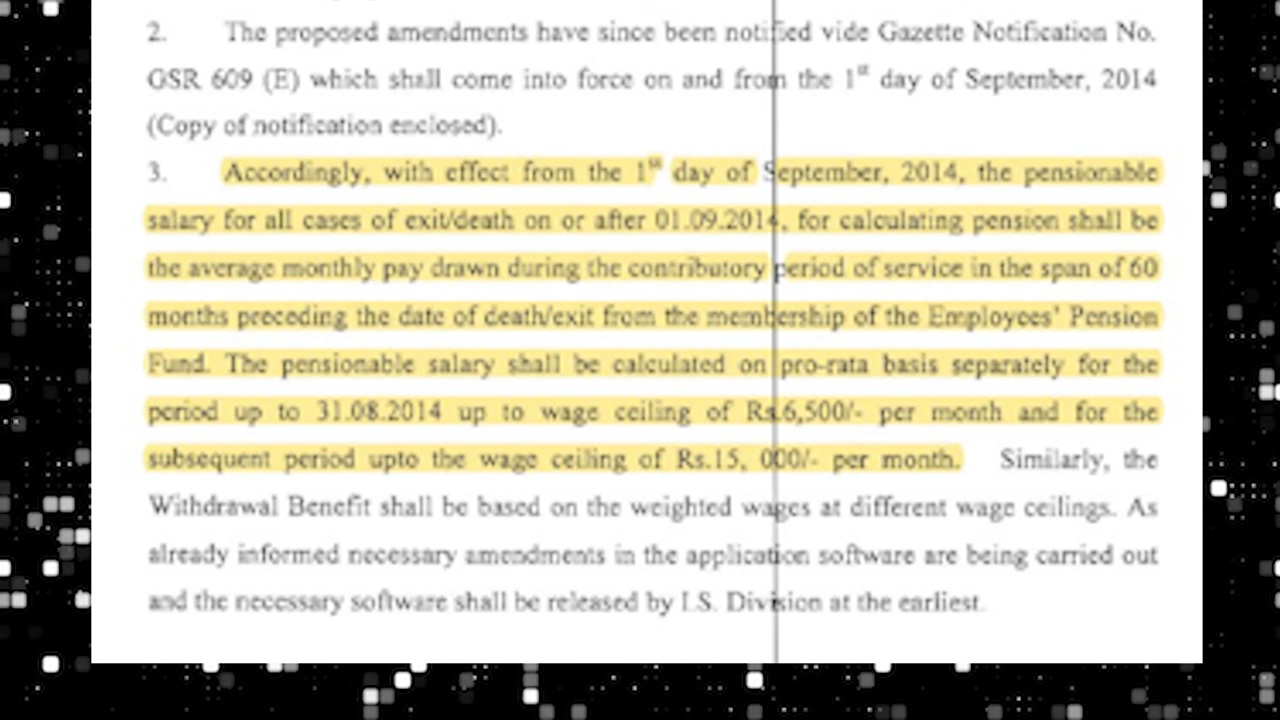 2. The proposed amendments have since been notified vide Gazette Notification No.
GSR 609 (E) which shall come into force on and from the 1st day of September, 2014
(Copy of notification enclosed).
3. Accordingly, with effect from the 1st day of September, 2014, the pensionable
salary for all cases of exit/death on or after 01.09.2014, for calculating pension shall be
the average monthly pay drawn during the contributory period of service in the span of 60
months preceding the date of death/exit from the membership of the Employees' Pension
Fund. The pensionable salary shall be calculated on pro-rata basis separately for the
period up to 31.08.2014 up to wage ceiling of Rs.6,500/- per month and for the
subsequent period upto the wage ceiling of Rs.15, 000/- per month. Similarly, the
Withdrawal Benefit shall be based on the weighted wages at different wage ceilings. As
already informed necessary amendments in the application software are being carried out
and the necessary software shall be released by I.S. Division at the earliest.